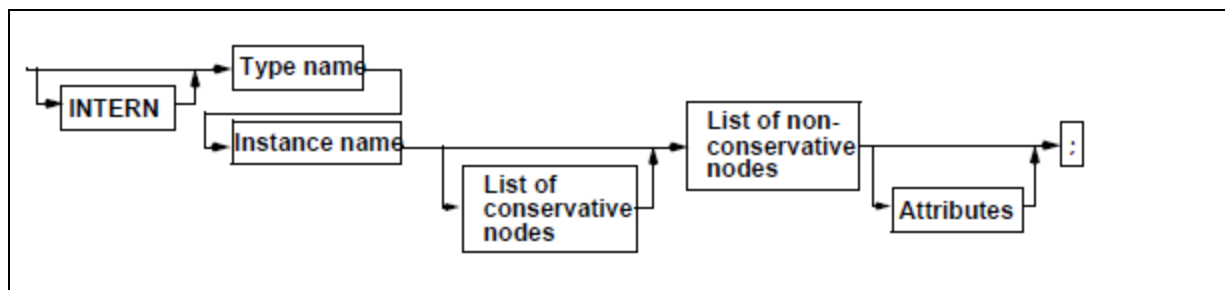 Type name
INTERN
Instance name
List of
conservative
nodes
List of non-
conservative
nodes
Attributes
;